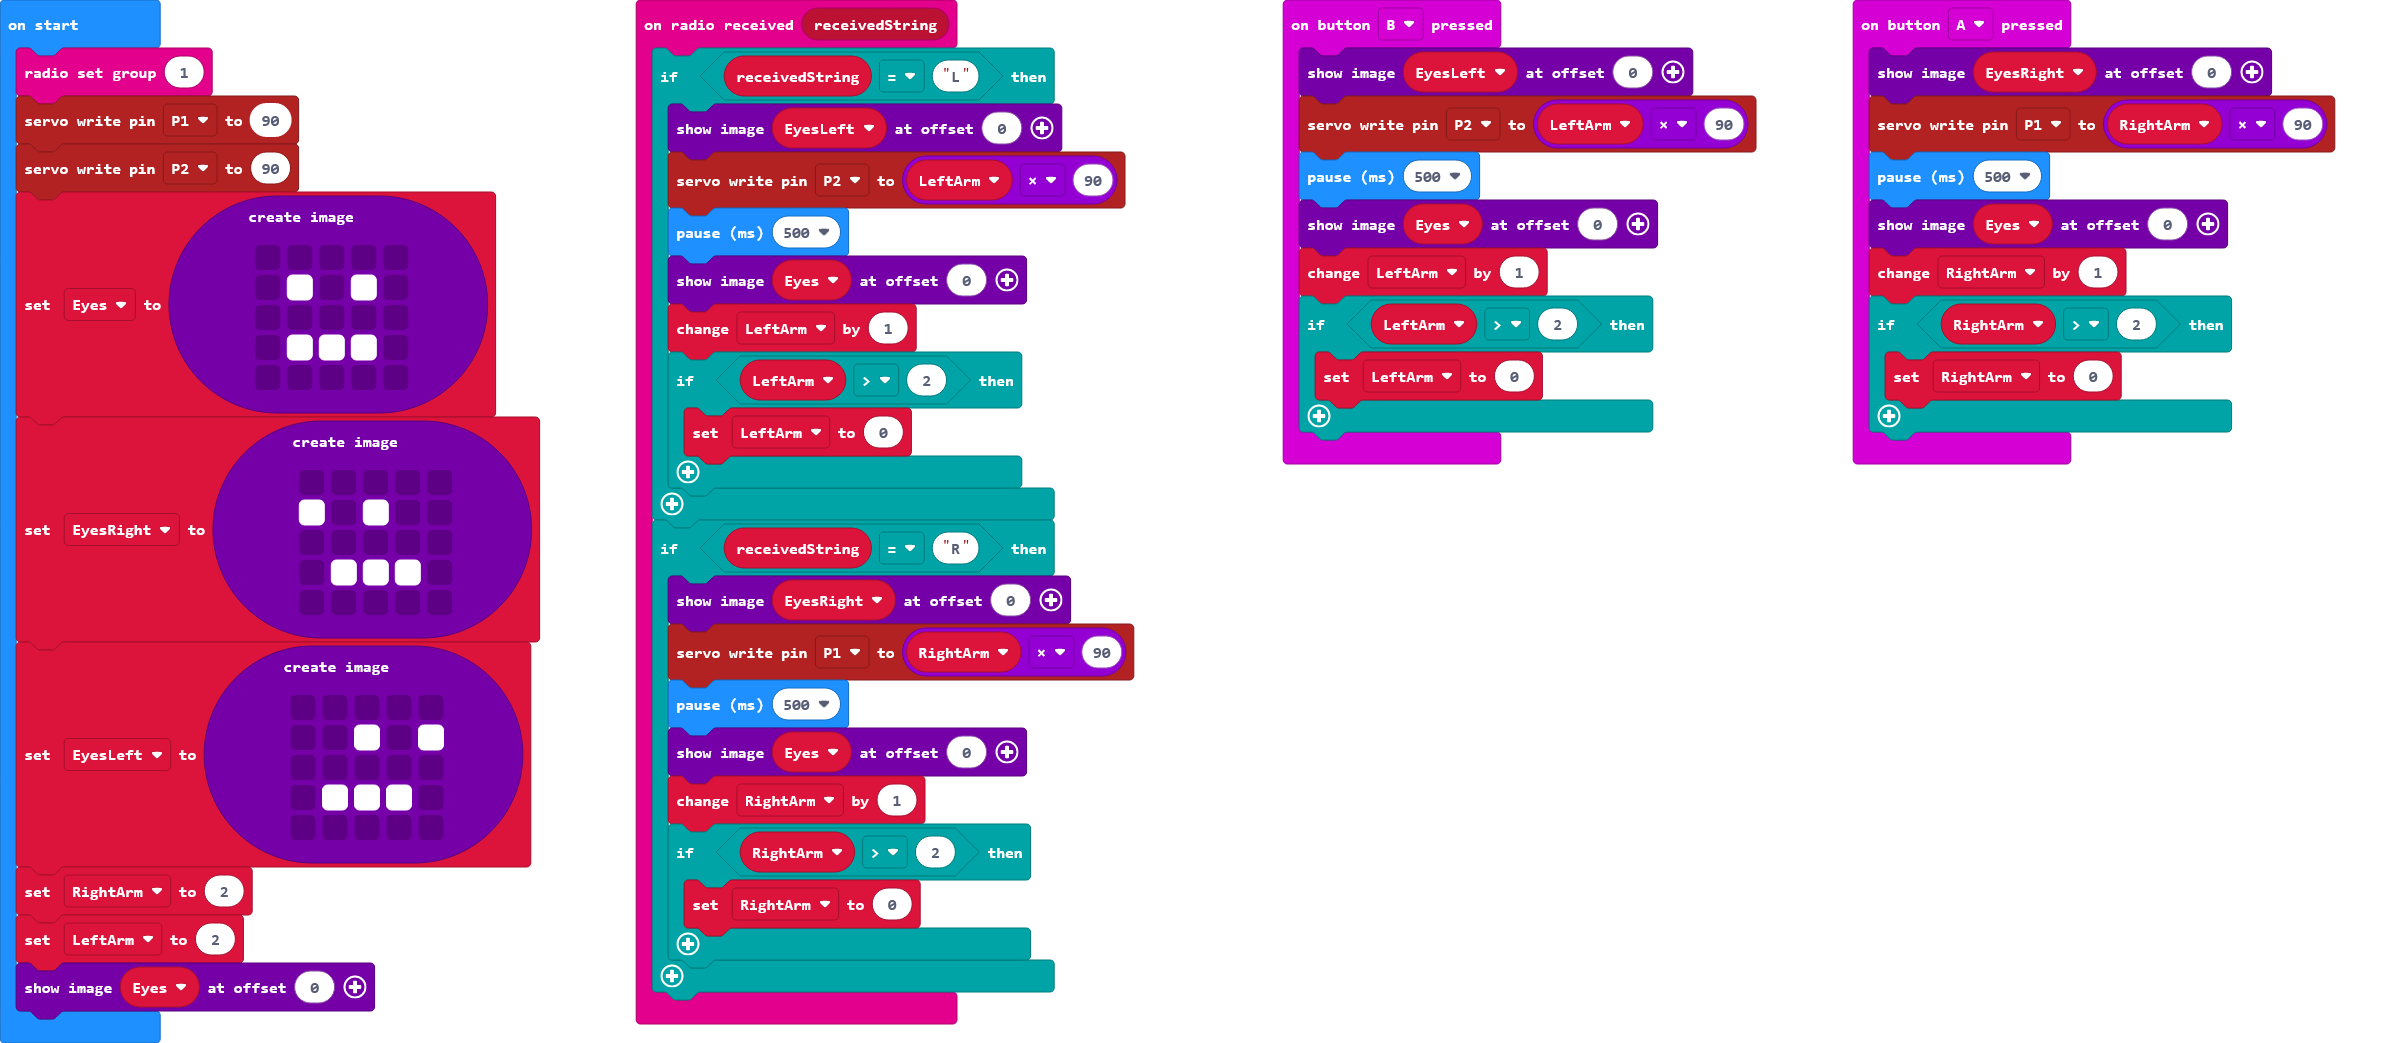 on start
radio set group 1
servo write pin P1 to 90
servo write pin P2 to 90
set Eyes to create image
set EyesRight to create image
set EyesLeft to create image
set RightArm to 2
set LeftArm to 2
show image Eyes at offset 0
on radio received receivedString
if receivedString = "L" then
show image EyesLeft at offset 0
servo write pin P2 to LeftArm × 90
pause (ms) 500
show image Eyes at offset 0
change LeftArm by 1
if LeftArm > 2 then
set LeftArm to 0
if receivedString = "R" then
show image EyesRight at offset 0
servo write pin P1 to RightArm × 90
pause (ms) 500
show image Eyes at offset 0
change RightArm by 1
if RightArm > 2 then
set RightArm to 0
on button B pressed
show image EyesLeft at offset 0
servo write pin P2 to LeftArm × 90
pause (ms) 500
show image Eyes at offset 0
change LeftArm by 1
if LeftArm > 2 then
set LeftArm to 0
on button A pressed
show image EyesRight at offset 0
servo write pin P1 to RightArm × 90
pause (ms) 500
show image Eyes at offset 0
change RightArm by 1
if RightArm > 2 then
set RightArm to 0